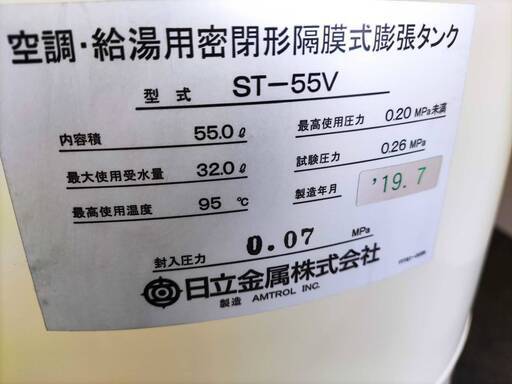 空調・給湯用密閉形隔膜式膨張タンク
型式 ST-55V
内容積 55.0ℓ
最大使用受水量 32.0ℓ
最高使用温度 95℃
最高使用圧力 0.20 MPa未満
試験圧力 0.26 MPa
製造年月 '19.7
封入圧力 0.07 MPa
日立金属株式会社
製造 AMTROL INC.